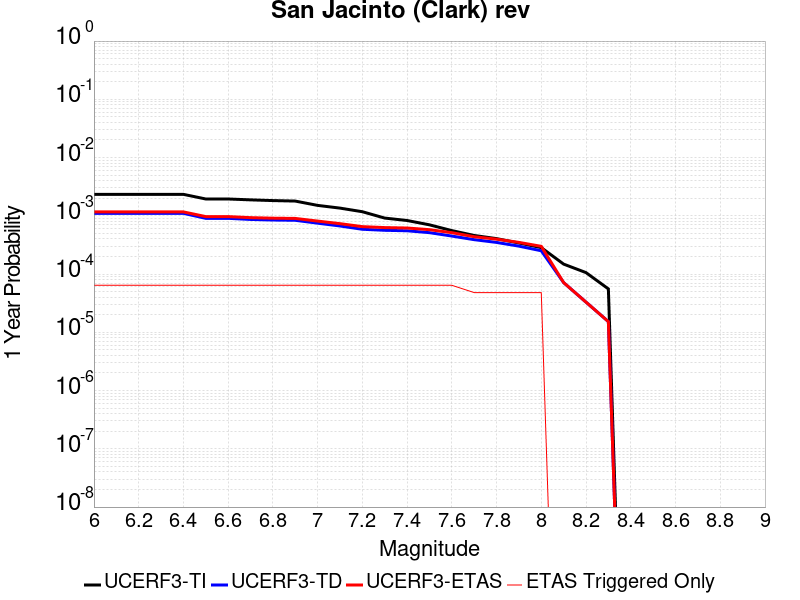 San Jacinto (Clark) rev
10^0
10^-1
10^-2
10^-3
10^-4
10^-5
10^-6
10^-7
10^-8
1 Year Probability
6 6.2 6.4 6.6 6.8 7 7.2 7.4 7.6 7.8 8 8.2 8.4 8.6 8.8 9
Magnitude
UCERF3-TI UCERF3-TD UCERF3-ETAS ETAS Triggered Only